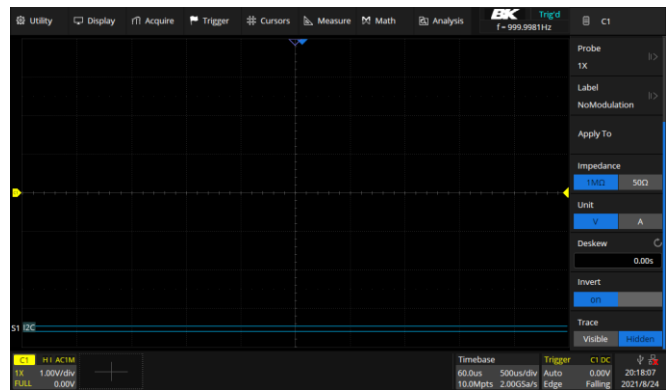 Utility Display Acquire Trigger Cursors Measure Math Analysis BK Trig'd C1
f = 999.9981Hz
Probe
1X
Label
NoModulation
Apply To
Impedance
1MΩ 50Ω
Unit
V A
Deskew
0.00s
Invert
on
Trace
Visible Hidden
S1 I2C
C1 H I AC1M
1X 1.00V/div
FULL 0.00V
Timebase
60.0us 500us/div
10.0Mpts 2.00GSa/s
Trigger C1 DC
Auto 0.00V
Edge Falling
20:18:07
2021/8/24